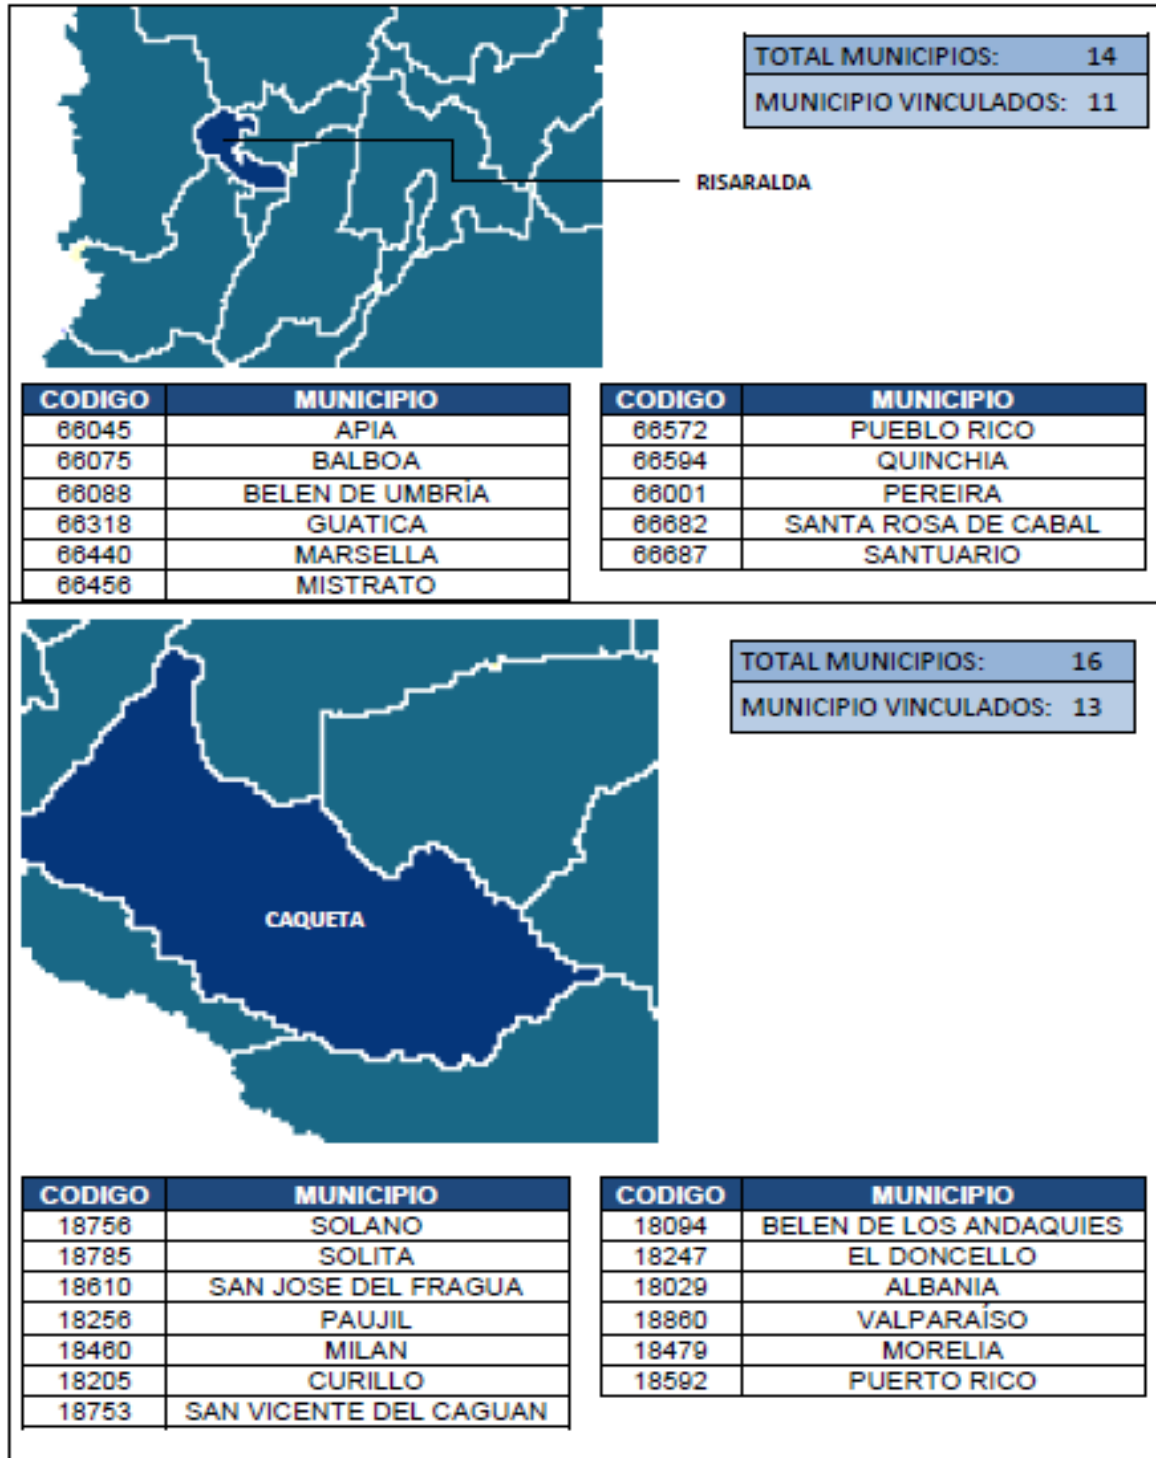 TOTAL MUNICIPIOS: 14
MUNICIPIO VINCULADOS: 11
RISARALDA
CODIGO MUNICIPIO
66045 APIA
66075 BALBOA
66088 BELEN DE UMBRÍA
66318 GUATICA
66440 MARSELLA
66456 MISTRATO
CODIGO MUNICIPIO
66572 PUEBLO RICO
66594 QUINCHIA
66001 PEREIRA
66682 SANTA ROSA DE CABAL
66687 SANTUARIO
TOTAL MUNICIPIOS: 16
MUNICIPIO VINCULADOS: 13
CAQUETA
CODIGO MUNICIPIO
18756 SOLANO
18785 SOLITA
18610 SAN JOSE DEL FRAGUA
18256 PAUJIL
18460 MILAN
18205 CURILLO
18753 SAN VICENTE DEL CAGUAN
CODIGO MUNICIPIO
18094 BELEN DE LOS ANDAQUIES
18247 EL DONCELLO
18029 ALBANIA
18860 VALPARAÍSO
18479 MORELIA
18592 PUERTO RICO